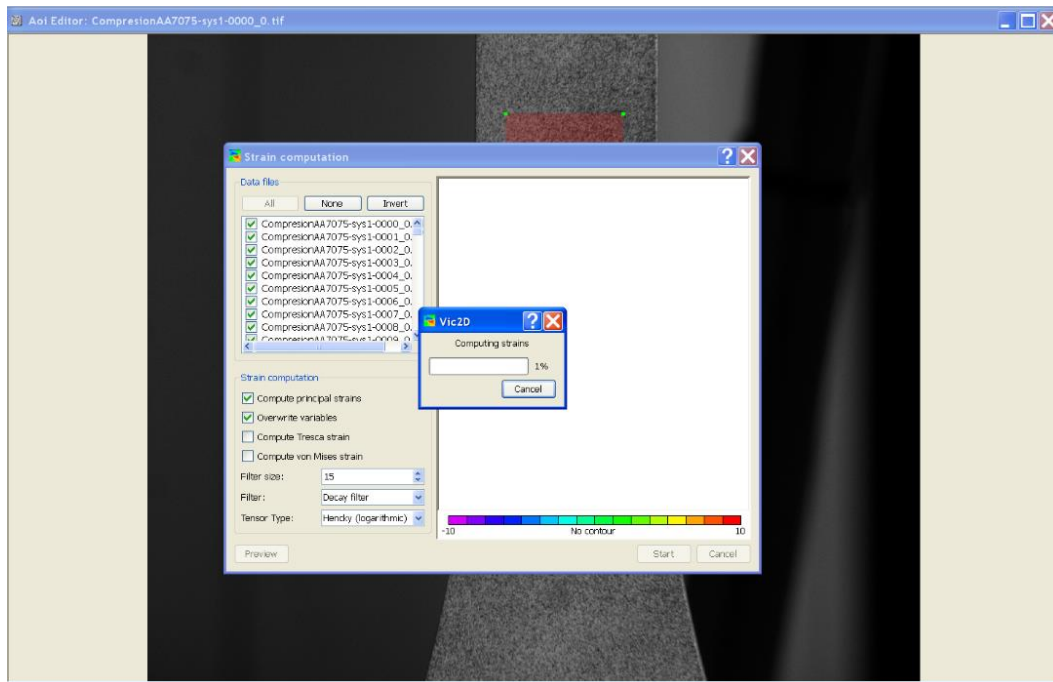 Aoi Editor: CompresionAA7075-sys1-0000_0.tif
Strain computation
Data files
All None Invert
CompresionAA7075-sys1-0000_0.
CompresionAA7075-sys1-0001_0.
CompresionAA7075-sys1-0002_0.
CompresionAA7075-sys1-0003_0.
CompresionAA7075-sys1-0004_0.
CompresionAA7075-sys1-0005_0.
CompresionAA7075-sys1-0006_0.
CompresionAA7075-sys1-0007_0.
CompresionAA7075-sys1-0008_0.
CompresionAA7075-sys1-0009_0
Vic2D
Computing strains
1%
Cancel
Strain computation
Compute principal strains
Overwrite variables
Compute Tresca strain
Compute von Mises strain
Filter size: 15
Filter: Decay filter
Tensor Type: Hencky (logarithmic)
-10 No contour 10
Preview Start Cancel